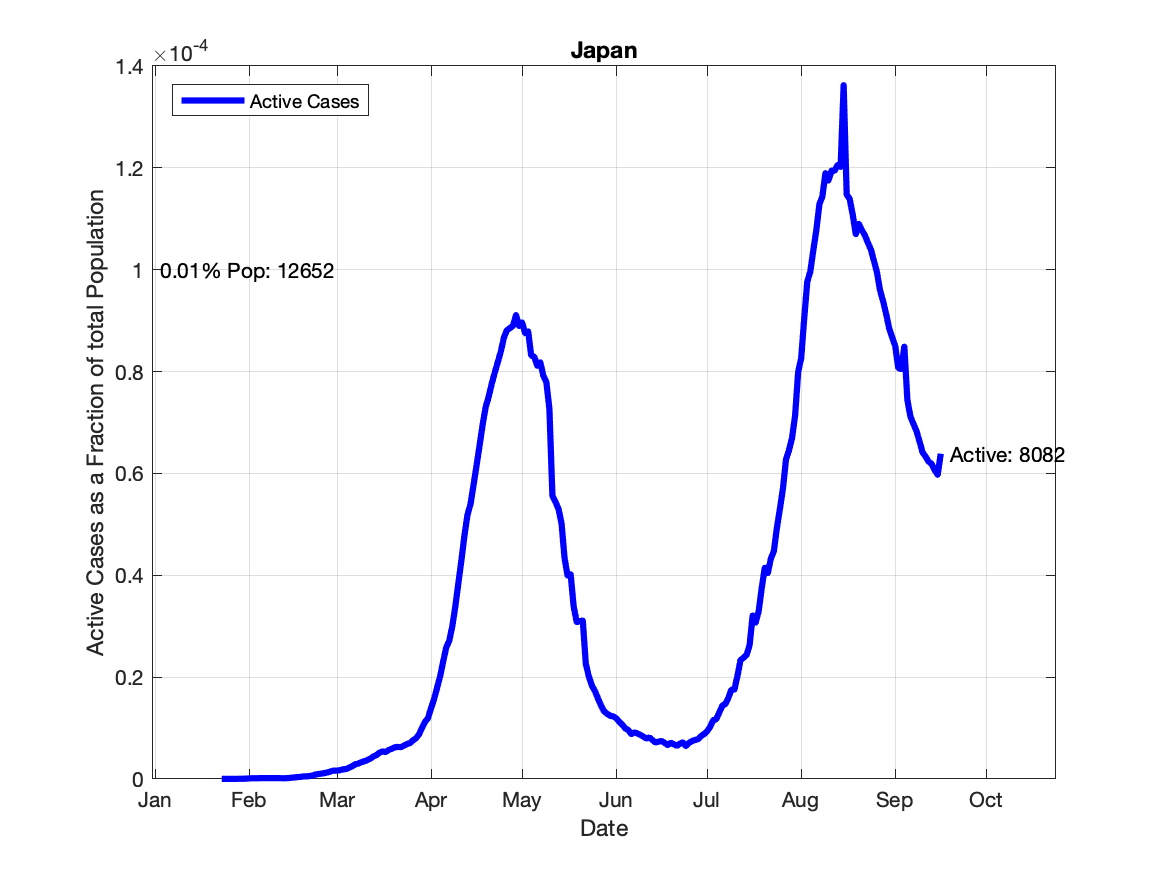 Japan
×10-4
Active Cases
1.4
1.2
1
0.8
0.6
0.4
0.2
0
0.01% Pop: 12652
Active: 8082
Active Cases as a Fraction of total Population
Jan Feb Mar Apr May Jun Jul Aug Sep Oct
Date